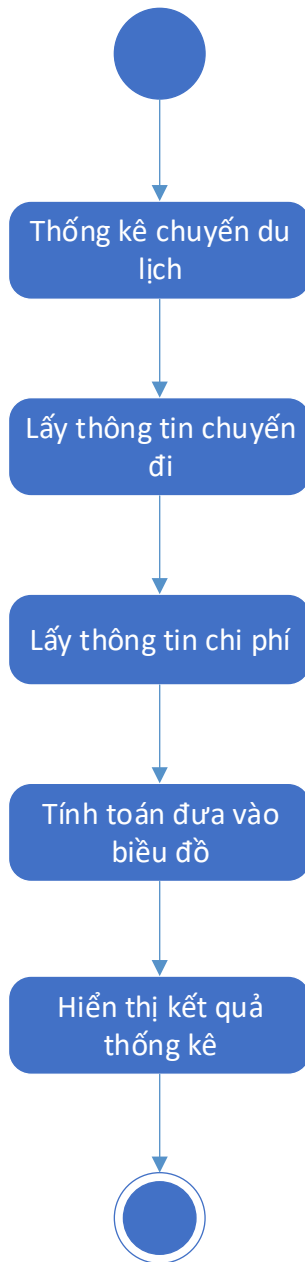 Thống kê chuyến du
lịch
Lấy thông tin chuyến
đi
Lấy thông tin chi phí
Tính toán đưa vào
biều đồ
Hiển thị kết quả
thống kê